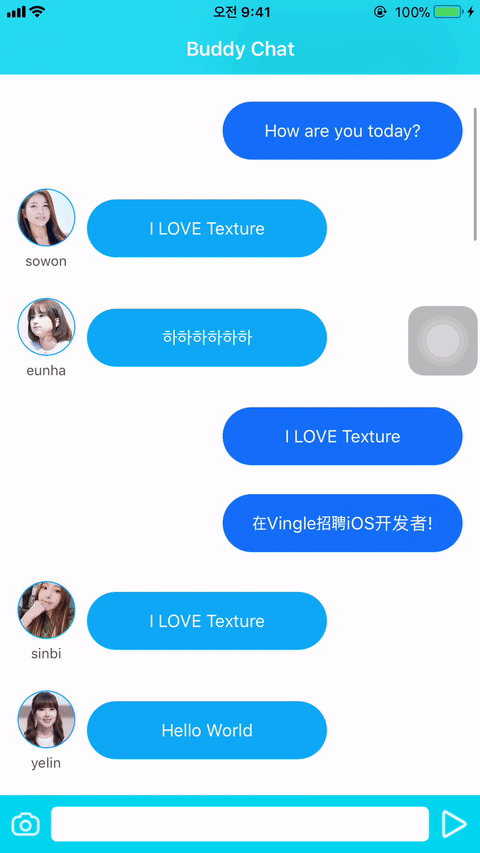 오전 9:41
100%
Buddy Chat
How are you today?
I LOVE Texture
sowon
하하하하하하
eunha
I LOVE Texture
在Vingle招聘iOS开发者!
I LOVE Texture
sinbi
Hello World
yelin